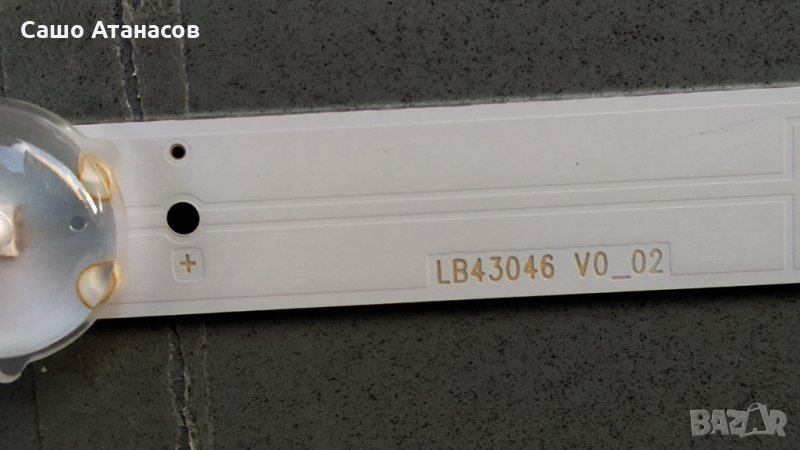 Сашо Атанасов
+
LB43046 V0_02
BAZAR